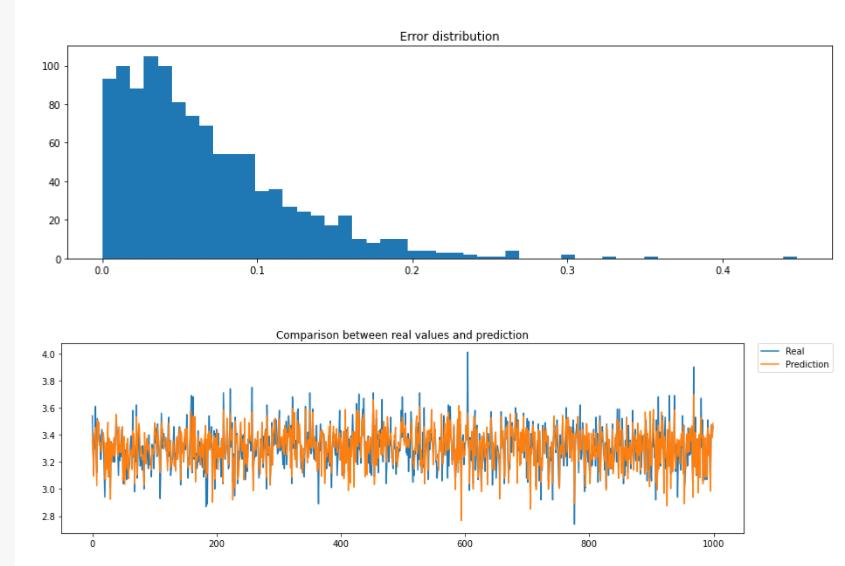 Error distribution
100
80
60
40
20
0
0.0 0.1 0.2 0.3 0.4
Comparison between real values and prediction
Real
Prediction
4.0
3.8
3.6
3.4
3.2
3.0
2.8
0 200 400 600 800 1000